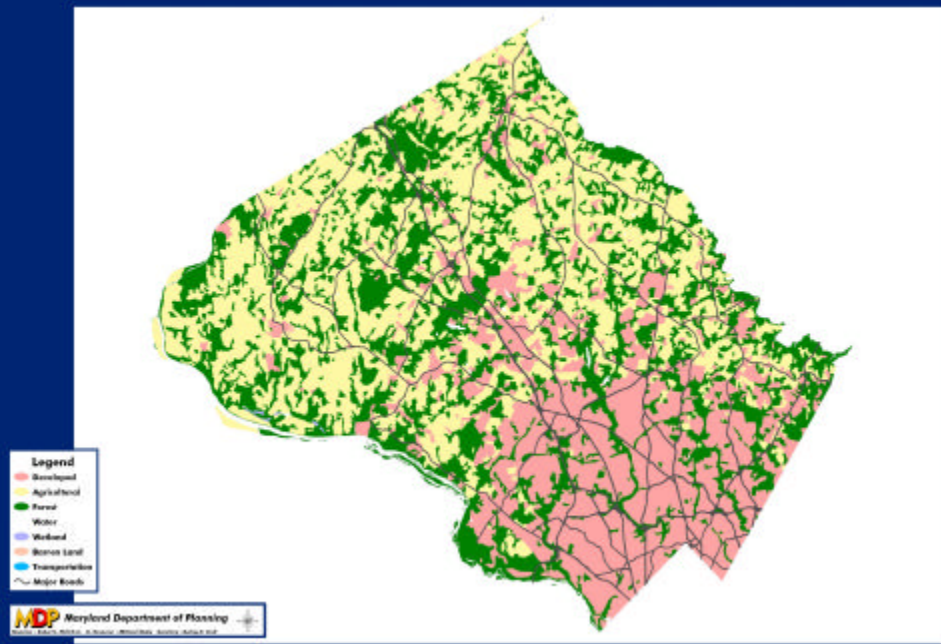 Legend
Developed
Agricultural
Forest
Water
Wetland
Barren Land
Transportation
Major Roads
MDP Maryland Department of Planning